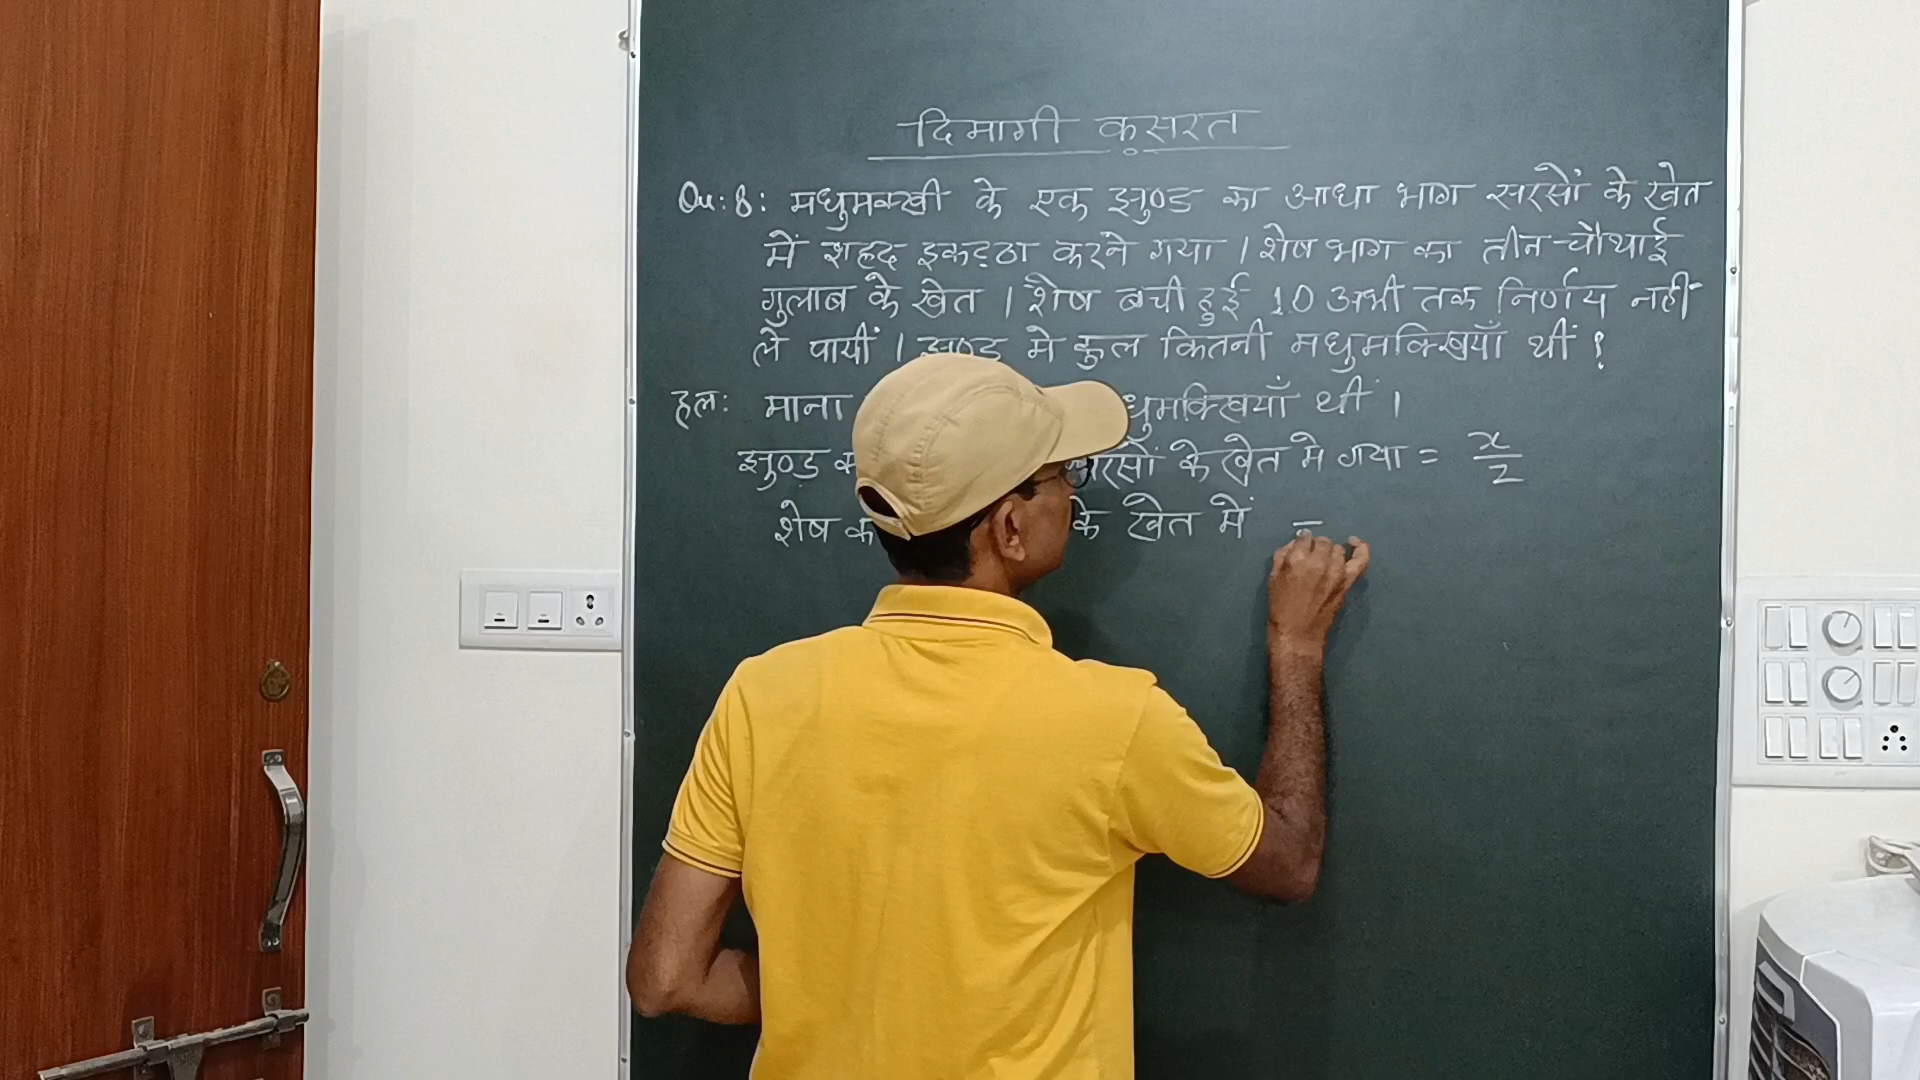 दिमागी कसरत
Qu: 8: मधुमक्खी के एक झुण्ड का आधा भाग सरसों के खेत
में शहद इकट्ठा करने गया । शेष भाग का तीन-चौथाई
गुलाब के खेत । शेष बची हुई 10 अभी तक निर्णय नहीं
ले पायीं । झुण्ड मे कुल कितनी मधुमक्खियाँ थीं ?
हल: माना धुमक्खियाँ थीं ।
झुण्ड के खेत मे गया = x/2
शेष के खेत में =